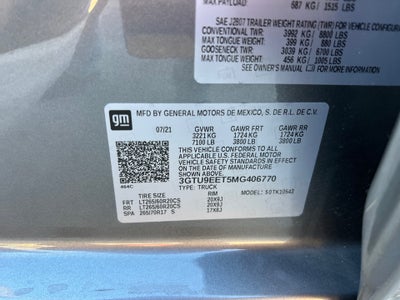 MAX PAYLOAD 687 KG/ 1515 LBS
SAE J2807 TRAILER WEIGHT RATING (TWR) FOR VEHICLE CONFIGURA
CONVENTIONAL TWR: 3992 KG/ 8800 LBS
MAX TONGUE WEIGHT: 399 KG/ 880 LBS
GOOSENECK TWR: 3039 KG/ 6700 LBS
MAX TONGUE WEIGHT: 456 KG/ 1005 LBS
SEE OWNER'S MANUAL FOR ADDITIONAL INFORMATION
gm
MFD BY GENERAL MOTORS DE MEXICO, S. DE R.L. DE C.V.
07/21 GVWR GAWR FRT GAWR RR
3221 KG 1724 KG 1724 KG
7100 LB 3800 LB 3800 LB
THIS VEHICLE CONFORMS TO ALL
APPLICABLE U.S. FEDERAL MOTOR
VEHICLE SAFETY STANDARDS IN EFFECT
ON THE DATE OF MANUFACTURE SHOWN ABOVE.
3GTU9EET5MG406770
TYPE: TRUCK
TIRE SIZE RIM
FRT LT265/60R20CS 20X9J
RR LT265/60R20CS 20X9J
SPA 265/70R17 S 17X8J